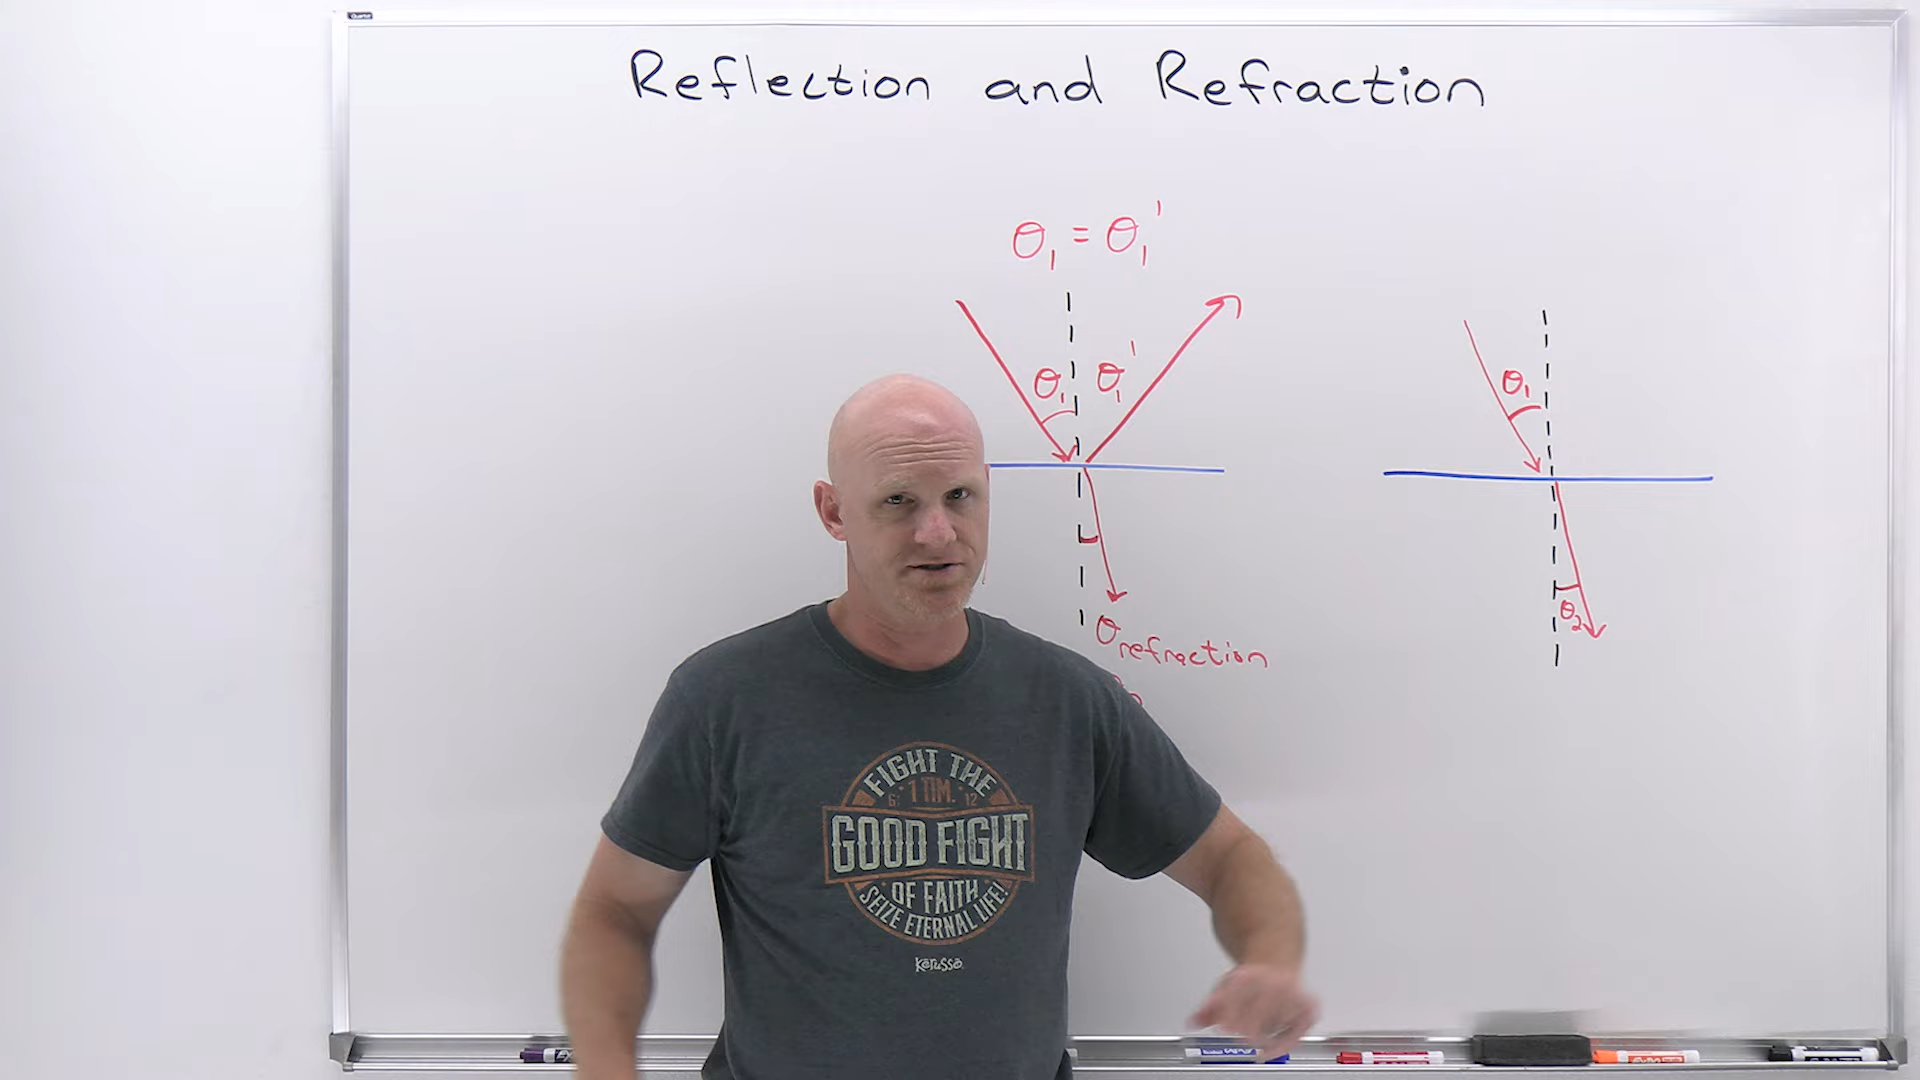 Quartet
Reflection and Refraction
θ₁ = θ₁'
θ₁ θ₁'
θ₁
θ₂
θrefraction
FIGHT THE
6: 1 TIM. 12
GOOD FIGHT
OF FAITH
SEIZE ETERNAL LIFE!
Kerusso